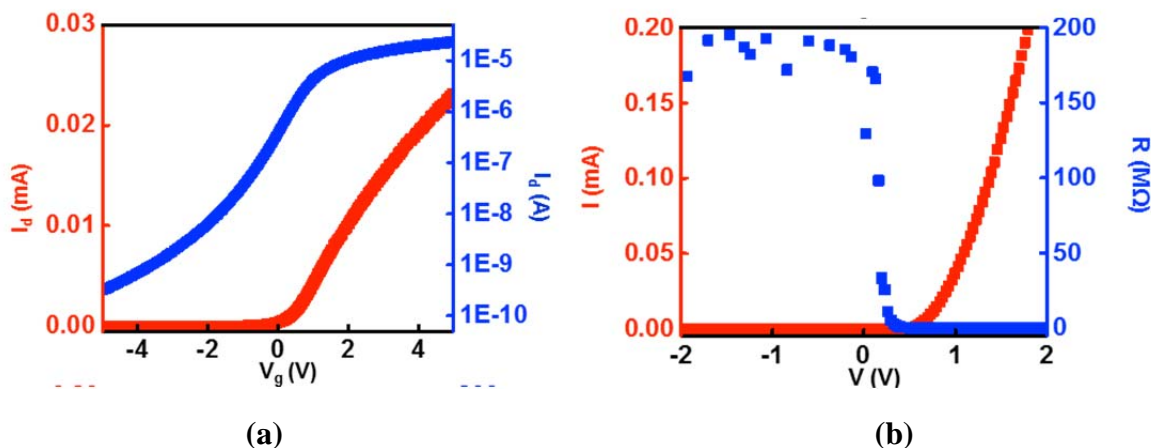 0.03
0.02
0.01
0.00
I_d (mA)
1E-5
1E-6
1E-7
1E-8
1E-9
1E-10
I_d (A)
-4 -2 0 2 4
V_g (V)
(a)
0.20
0.15
0.10
0.05
0.00
I (mA)
200
150
100
50
0
R (MΩ)
-2 -1 0 1 2
V (V)
(b)